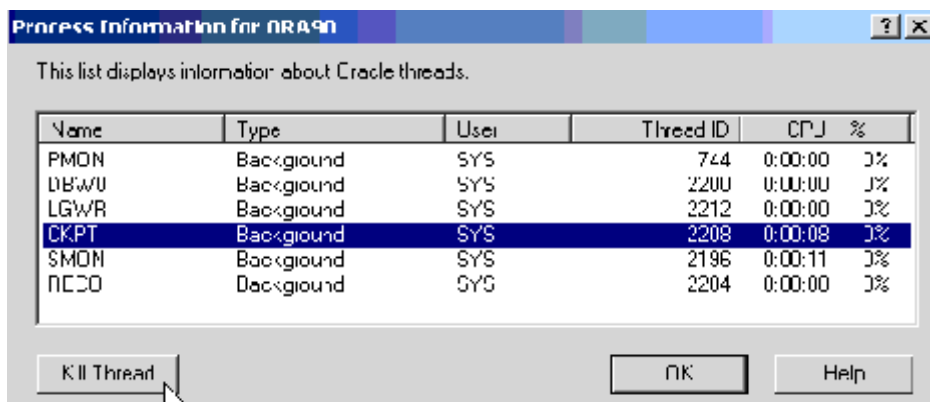 Process Information for ORA90
This list displays information about Oracle threads.
Name Type User Thread ID CPU %
PMON Background SYS 744 0:00:00 0%
DBW0 Background SYS 2200 0:00:00 0%
LGWR Background SYS 2212 0:00:00 0%
CKPT Background SYS 2208 0:00:08 0%
SMON Background SYS 2196 0:00:11 0%
RECO Background SYS 2204 0:00:00 0%
Kill Thread OK Help